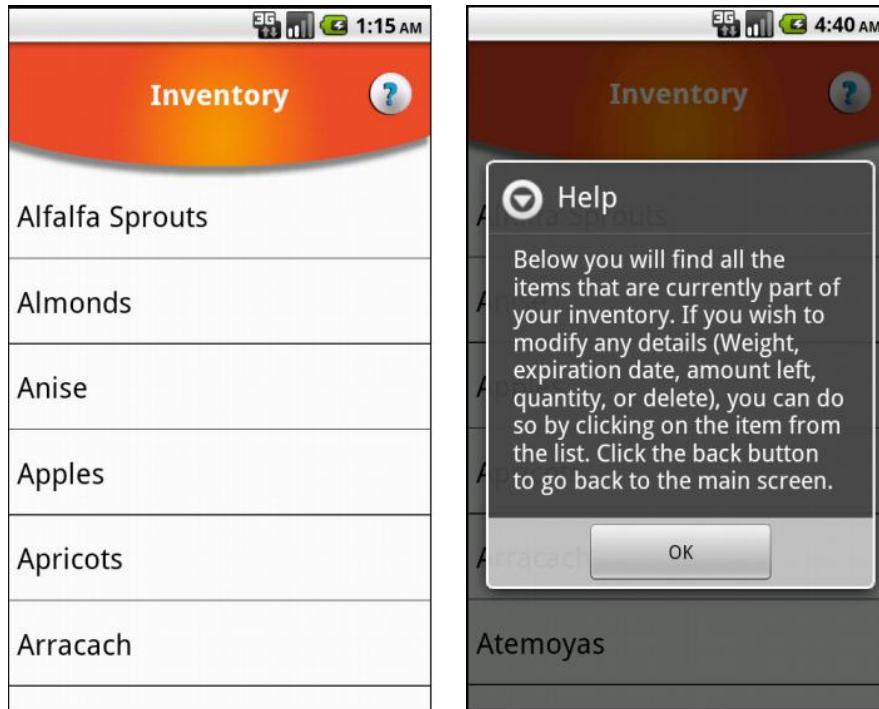 3G 1:15 AM
Inventory ?
Alfalfa Sprouts
Almonds
Anise
Apples
Apricots
Arracach
3G 4:40 AM
Inventory ?
Help
Below you will find all the
items that are currently part of
your inventory. If you wish to
modify any details (Weight,
expiration date, amount left,
quantity, or delete), you can do
so by clicking on the item from
the list. Click the back button
to go back to the main screen.
Arracach
OK
Atemoyas